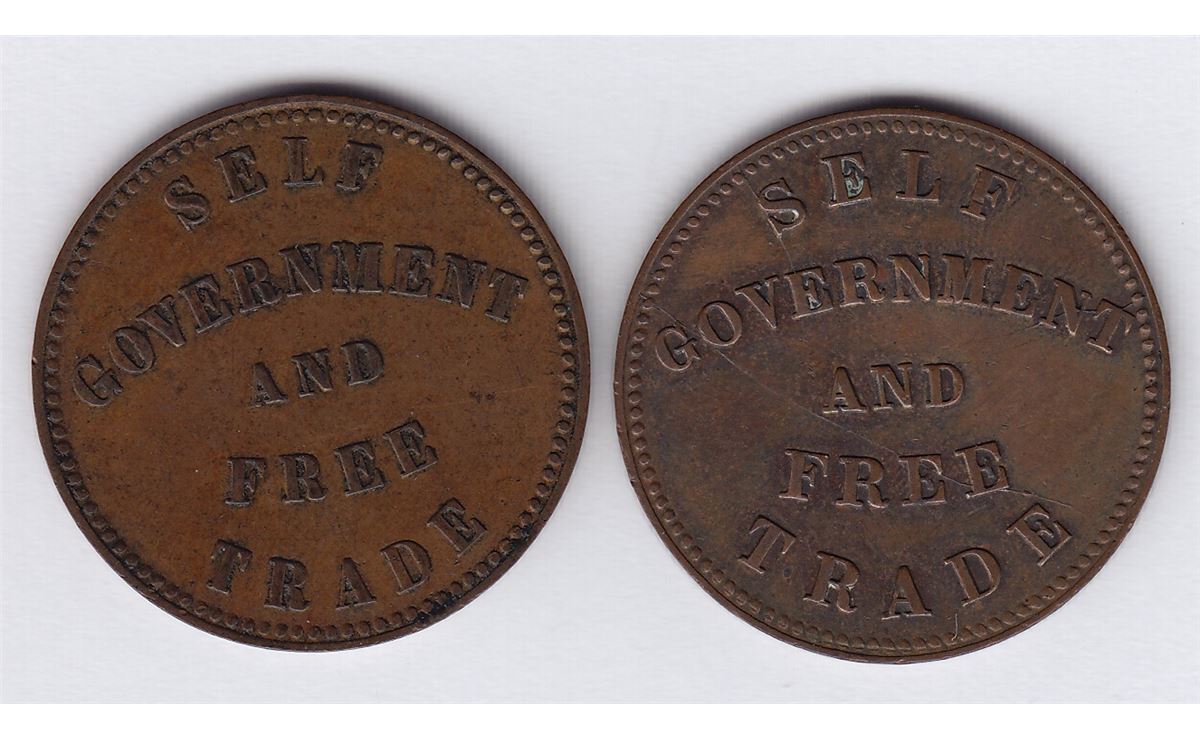 SELF
GOVERNMENT
AND
FREE
TRADE
SELF
GOVERNMENT
AND
FREE
TRADE